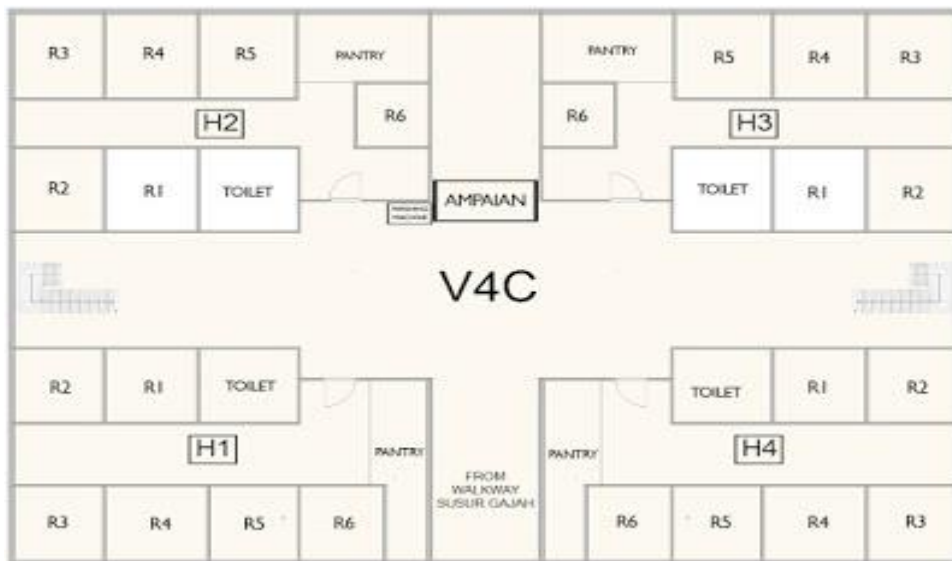 R3 R4 R5 PANTRY PANTRY R5 R4 R3
R6 R6
H2 H3
R2 R1 TOILET TOILET R1 R2
AMPAIAN
WASHING
MACHINE
V4C
R2 R1 TOILET TOILET R1 R2
H1 H4
PANTRY PANTRY
FROM
WALKWAY
SUSUR GAJAH
R3 R4 R5 R6 R6 R5 R4 R3